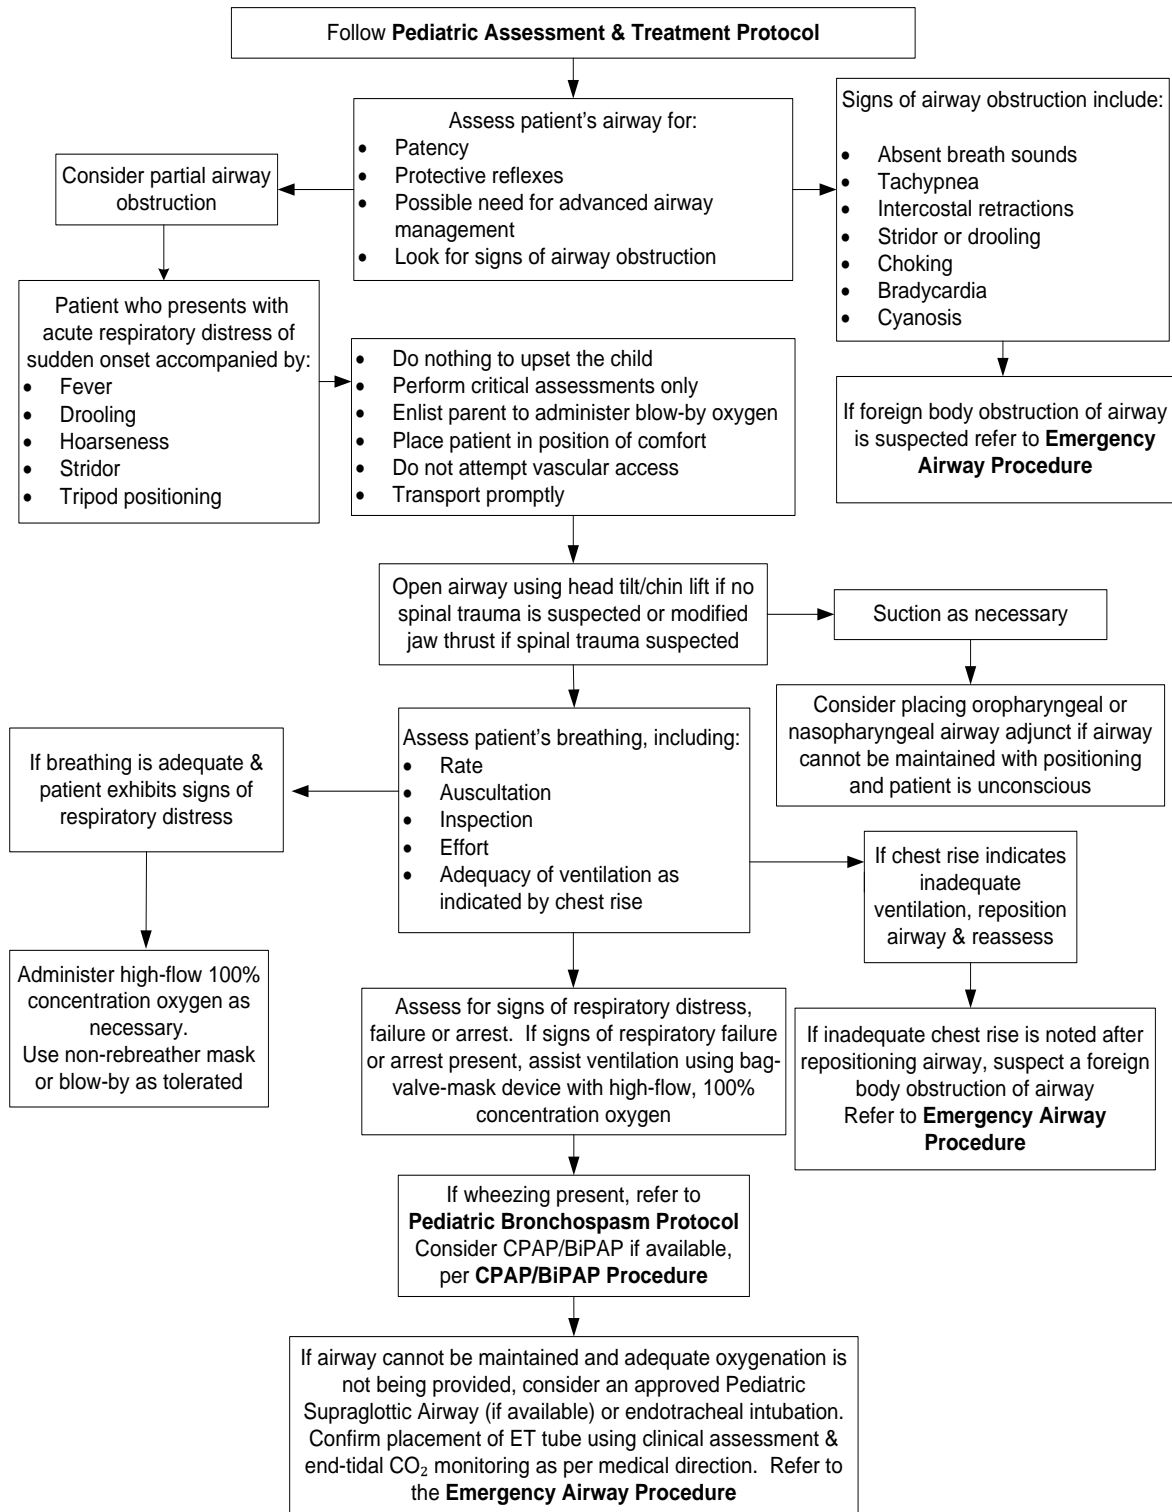 Follow Pediatric Assessment & Treatment Protocol
Assess patient's airway for:
• Patency
• Protective reflexes
• Possible need for advanced airway
management
• Look for signs of airway obstruction
Signs of airway obstruction include:
• Absent breath sounds
• Tachypnea
• Intercostal retractions
• Stridor or drooling
• Choking
• Bradycardia
• Cyanosis
Consider partial airway
obstruction
Patient who presents with
acute respiratory distress of
sudden onset accompanied by:
• Fever
• Drooling
• Hoarseness
• Stridor
• Tripod positioning
• Do nothing to upset the child
• Perform critical assessments only
• Enlist parent to administer blow-by oxygen
• Place patient in position of comfort
• Do not attempt vascular access
• Transport promptly
If foreign body obstruction of airway
is suspected refer to Emergency
Airway Procedure
Open airway using head tilt/chin lift if no
spinal trauma is suspected or modified
jaw thrust if spinal trauma suspected
Suction as necessary
Consider placing oropharyngeal or
nasopharyngeal airway adjunct if airway
cannot be maintained with positioning
and patient is unconscious
Assess patient's breathing, including:
• Rate
• Auscultation
• Inspection
• Effort
• Adequacy of ventilation as
indicated by chest rise
If breathing is adequate &
patient exhibits signs of
respiratory distress
If chest rise indicates
inadequate
ventilation, reposition
airway & reassess
Administer high-flow 100%
concentration oxygen as
necessary.
Use non-rebreather mask
or blow-by as tolerated
Assess for signs of respiratory distress,
failure or arrest.  If signs of respiratory failure
or arrest present, assist ventilation using bag-
valve-mask device with high-flow, 100%
concentration oxygen
If inadequate chest rise is noted after
repositioning airway, suspect a foreign
body obstruction of airway
Refer to Emergency Airway
Procedure
If wheezing present, refer to
Pediatric Bronchospasm Protocol
Consider CPAP/BiPAP if available,
per CPAP/BiPAP Procedure
If airway cannot be maintained and adequate oxygenation is
not being provided, consider an approved Pediatric
Supraglottic Airway (if available) or endotracheal intubation.
Confirm placement of ET tube using clinical assessment &
end-tidal CO₂ monitoring as per medical direction.  Refer to
the Emergency Airway Procedure